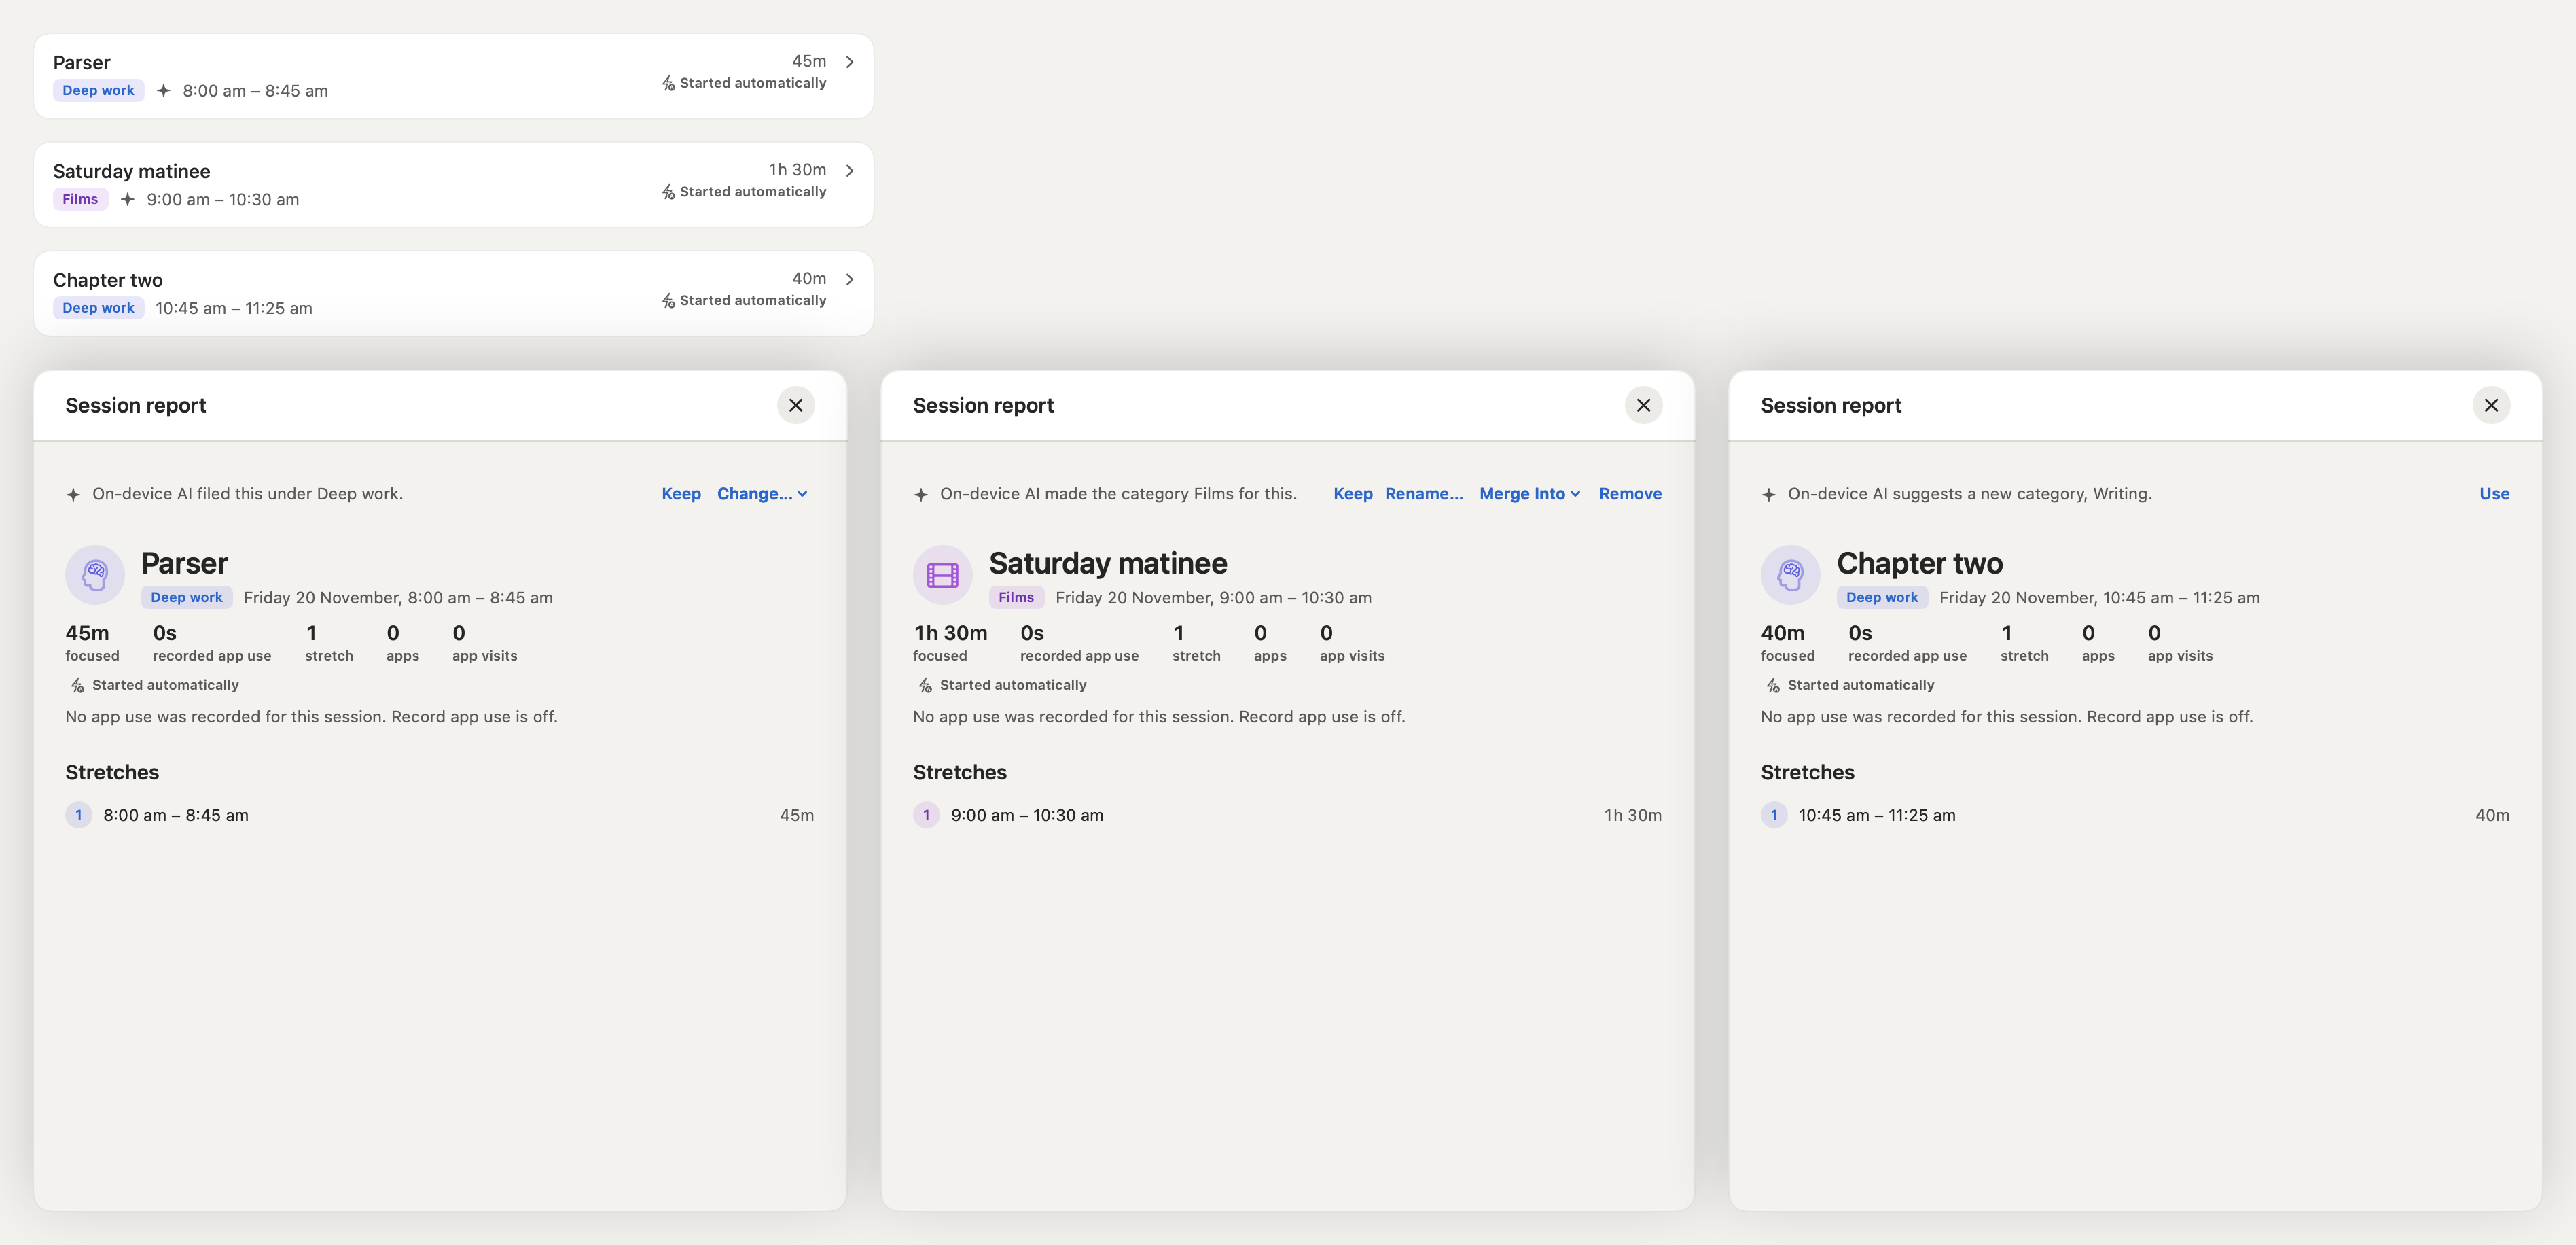 Parser
45m
Deep work 8:00 am – 8:45 am
Started automatically
Saturday matinee
1h 30m
Films 9:00 am – 10:30 am
Started automatically
Chapter two
40m
Deep work 10:45 am – 11:25 am
Started automatically
Session report
On-device AI filed this under Deep work.
Keep Change...
Parser
Deep work Friday 20 November, 8:00 am – 8:45 am
45m 0s 1 0 0
focused recorded app use stretch apps app visits
Started automatically
No app use was recorded for this session. Record app use is off.
Stretches
1 8:00 am – 8:45 am 45m
Session report
On-device AI made the category Films for this.
Keep Rename... Merge Into Remove
Saturday matinee
Films Friday 20 November, 9:00 am – 10:30 am
1h 30m 0s 1 0 0
focused recorded app use stretch apps app visits
Started automatically
No app use was recorded for this session. Record app use is off.
Stretches
1 9:00 am – 10:30 am 1h 30m
Session report
On-device AI suggests a new category, Writing.
Use
Chapter two
Deep work Friday 20 November, 10:45 am – 11:25 am
40m 0s 1 0 0
focused recorded app use stretch apps app visits
Started automatically
No app use was recorded for this session. Record app use is off.
Stretches
1 10:45 am – 11:25 am 40m